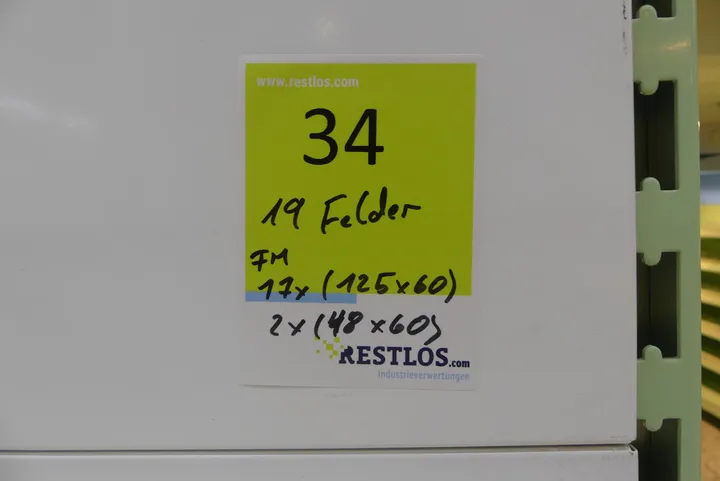 www.restlos.com
34
19 Felder
FM
17x (125x60)
2x (48x60)
RESTLOS.com
Industrieverwertungen